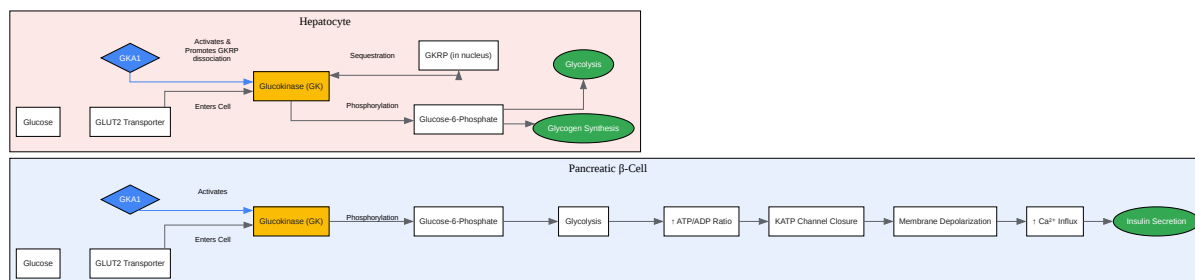 Hepatocyte
GKA1
Activates &
Promotes GKRP
dissociation
Sequestration
GKRP (in nucleus)
Glycolysis
Glucokinase (GK)
Glucose
GLUT2 Transporter
Enters Cell
Phosphorylation
Glucose-6-Phosphate
Glycogen Synthesis
Pancreatic β-Cell
GKA1
Activates
Glucokinase (GK)
Phosphorylation
Glucose-6-Phosphate
Glycolysis
↑ ATP/ADP Ratio
KATP Channel Closure
Membrane Depolarization
↑ Ca²⁺ Influx
Insulin Secretion
Enters Cell
Glucose
GLUT2 Transporter